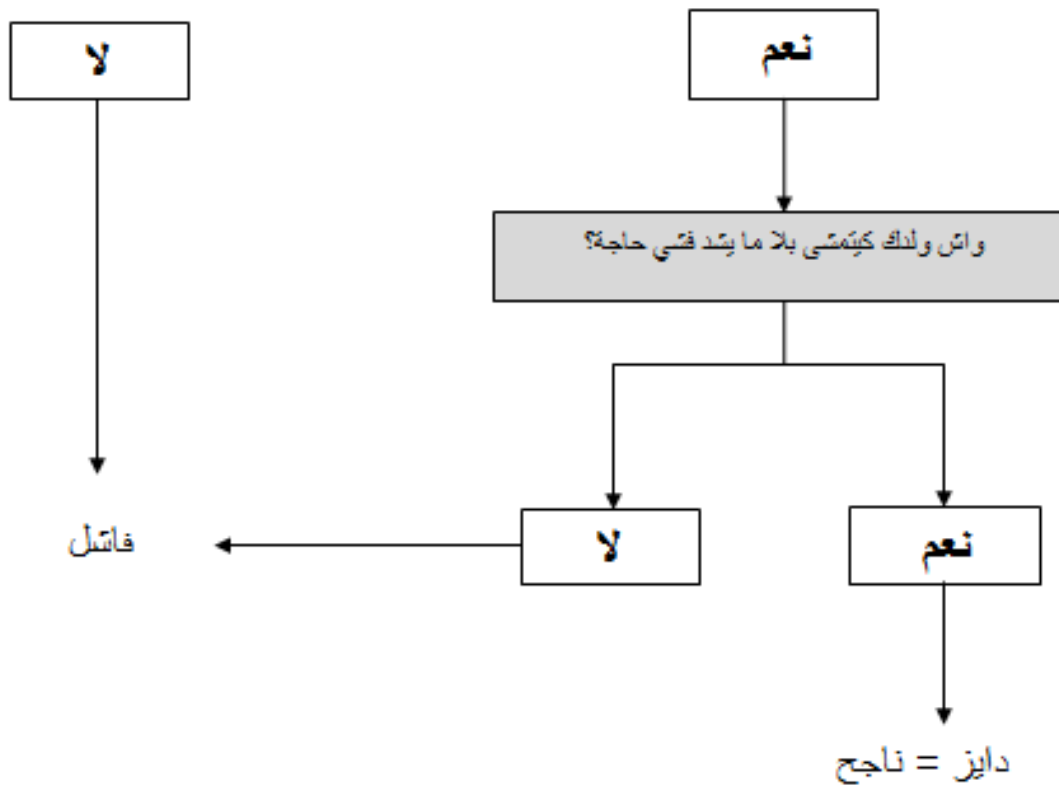 نعم
لا
واش ولدك كيتمشى بلا ما يشد فشي حاجة؟
نعم
لا
فاشل
دايز = ناجح